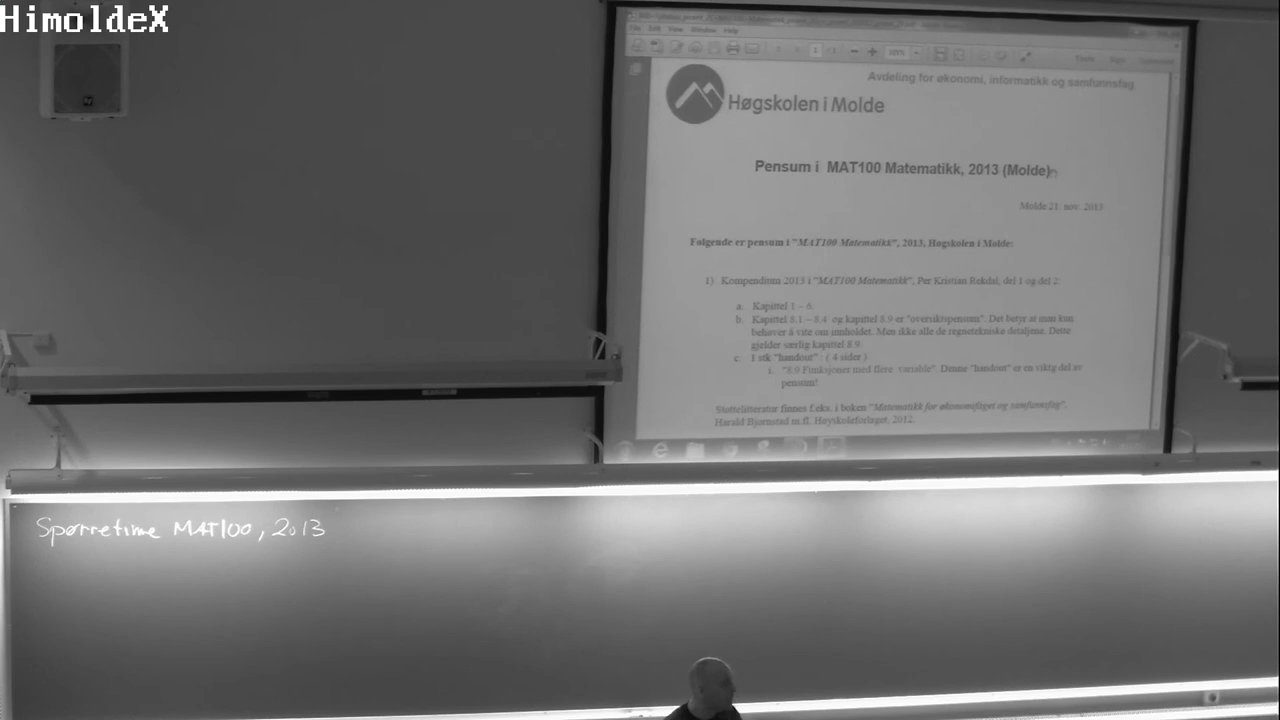 HimoldeX
File Edit View Window Help
Avdeling for økonomi, informatikk og samfunnsfag
Høgskolen i Molde
Pensum i MAT100 Matematikk, 2013 (Molde)
Molde 21. nov. 2013
Følgende er pensum i "MAT100 Matematikk", 2013, Høgskolen i Molde:
1) Kompendium 2013 i "MAT100 Matematikk", Per Kristian Rekdal, del 1 og del 2:
a. Kapittel 1 – 6.
b. Kapittel 8.1 – 8.4 og kapittel 8.9 er "oversiktspensum". Det betyr at man kun
behøver å vite om innholdet. Men ikke alle de regnetekniske detaljene. Dette
gjelder særlig kapittel 8.9.
c. 1 stk "handout" : ( 4 sider )
i. "8.9 Funksjoner med flere variable". Denne "handout" er en viktig del av
pensum!
Støttelitteratur finnes f.eks. i boken "Matematikk for økonomifaget og samfunnsfag",
Harald Bjørnstad m.fl. Høyskoleforlaget, 2012.
Spørretime MAT100, 2013